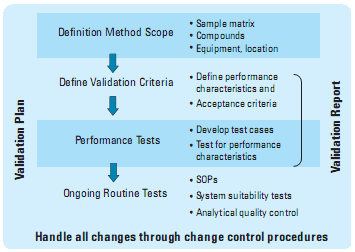 Validation Plan
Definition Method Scope
• Sample matrix
• Compounds
• Equipment, location
Define Validation Criteria
• Define performance
characteristics and
• Acceptance criteria
Performance Tests
• Develop test cases
• Test for performance
characteristics
Ongoing Routine Tests
• SOPs
• System suitability tests
• Analytical quality control
Validation Report
Handle all changes through change control procedures